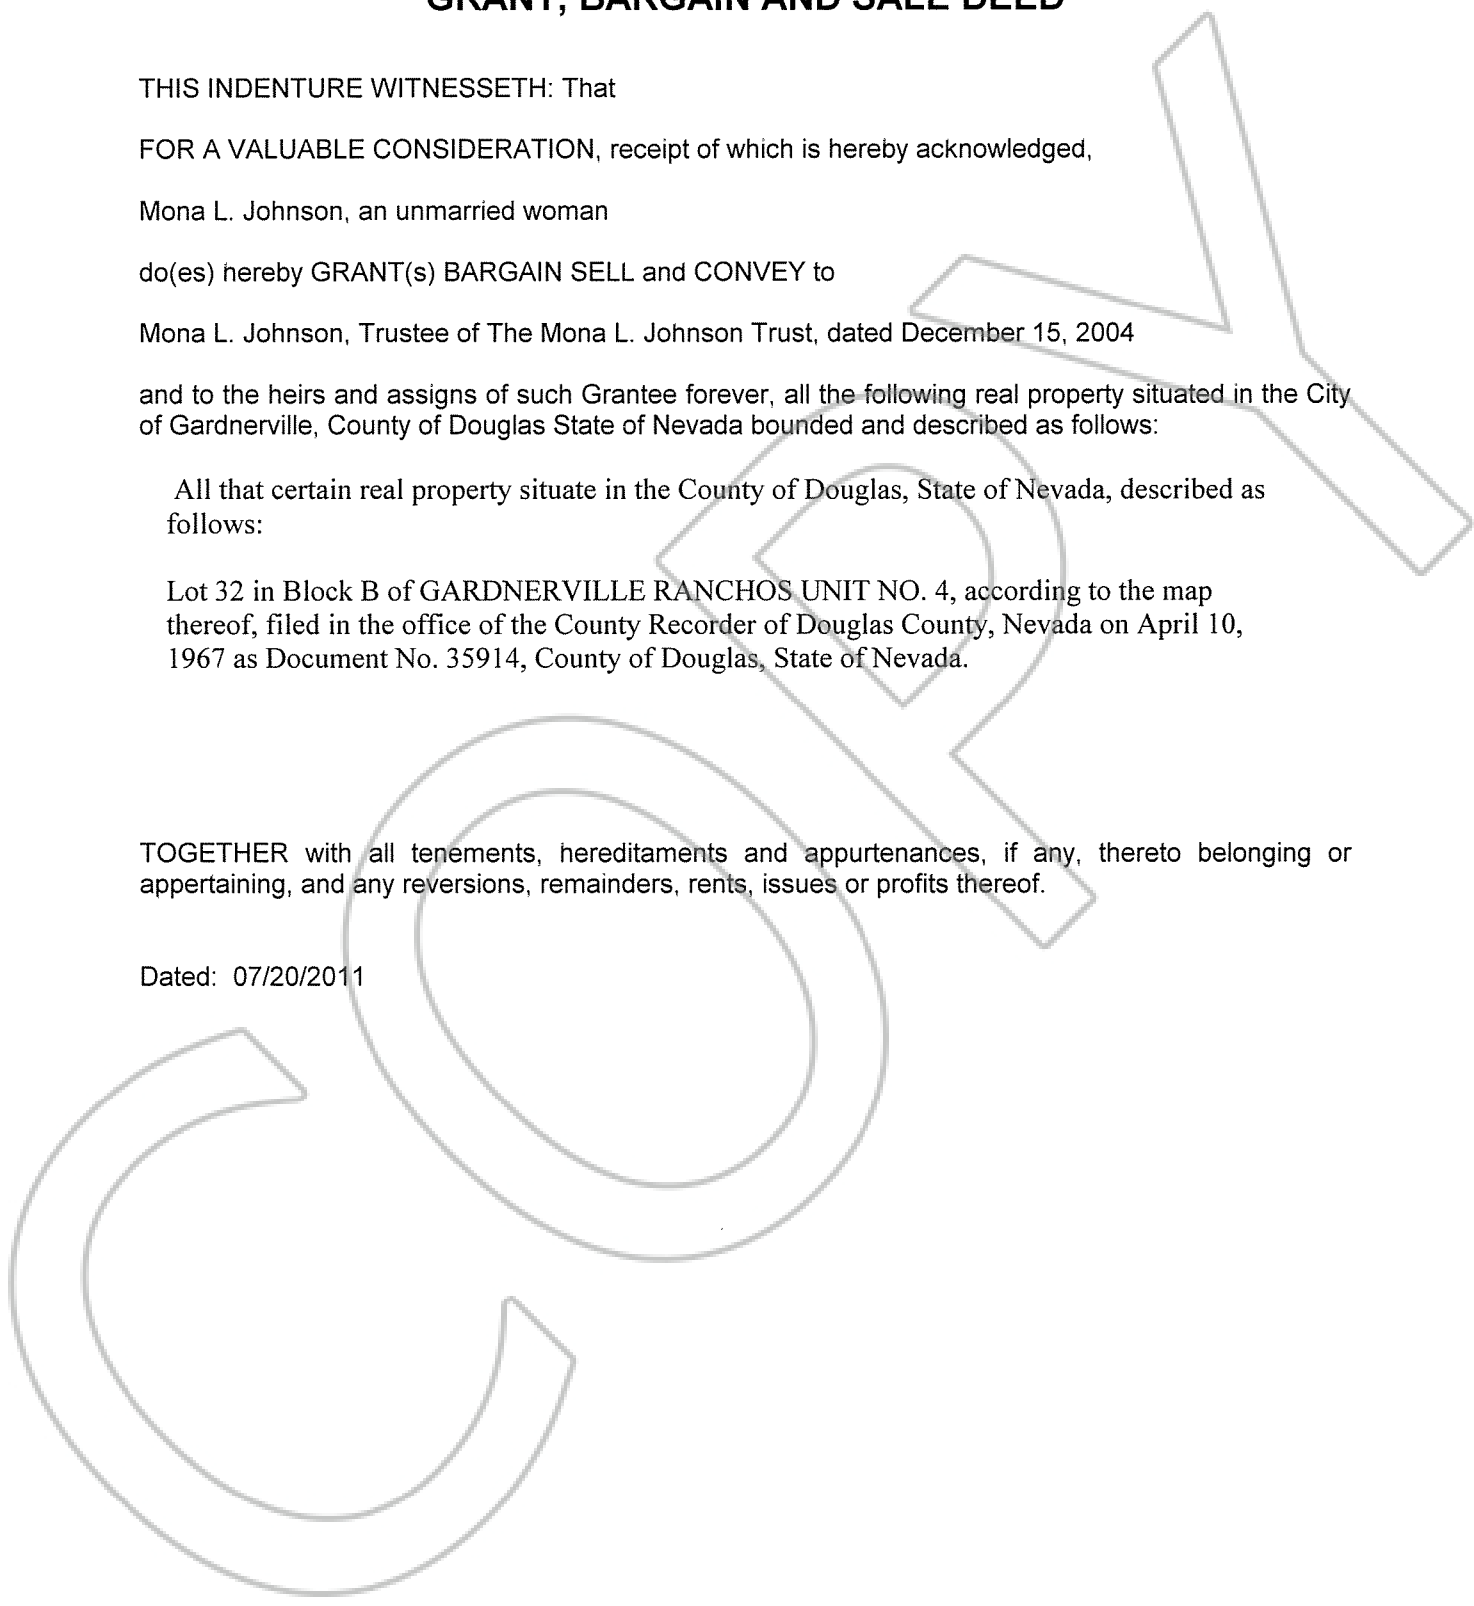 GRANT, BARGAIN AND SALE DEED
THIS INDENTURE WITNESSETH: That
FOR A VALUABLE CONSIDERATION, receipt of which is hereby acknowledged,
Mona L. Johnson, an unmarried woman
do(es) hereby GRANT(s) BARGAIN SELL and CONVEY to
Mona L. Johnson, Trustee of The Mona L. Johnson Trust, dated December 15, 2004
and to the heirs and assigns of such Grantee forever, all the following real property situated in the City
of Gardnerville, County of Douglas State of Nevada bounded and described as follows:
All that certain real property situate in the County of Douglas, State of Nevada, described as
follows:
Lot 32 in Block B of GARDNERVILLE RANCHOS UNIT NO. 4, according to the map
thereof, filed in the office of the County Recorder of Douglas County, Nevada on April 10,
1967 as Document No. 35914, County of Douglas, State of Nevada.
TOGETHER with all tenements, hereditaments and appurtenances, if any, thereto belonging or
appertaining, and any reversions, remainders, rents, issues or profits thereof.
Dated: 07/20/2011
COPY